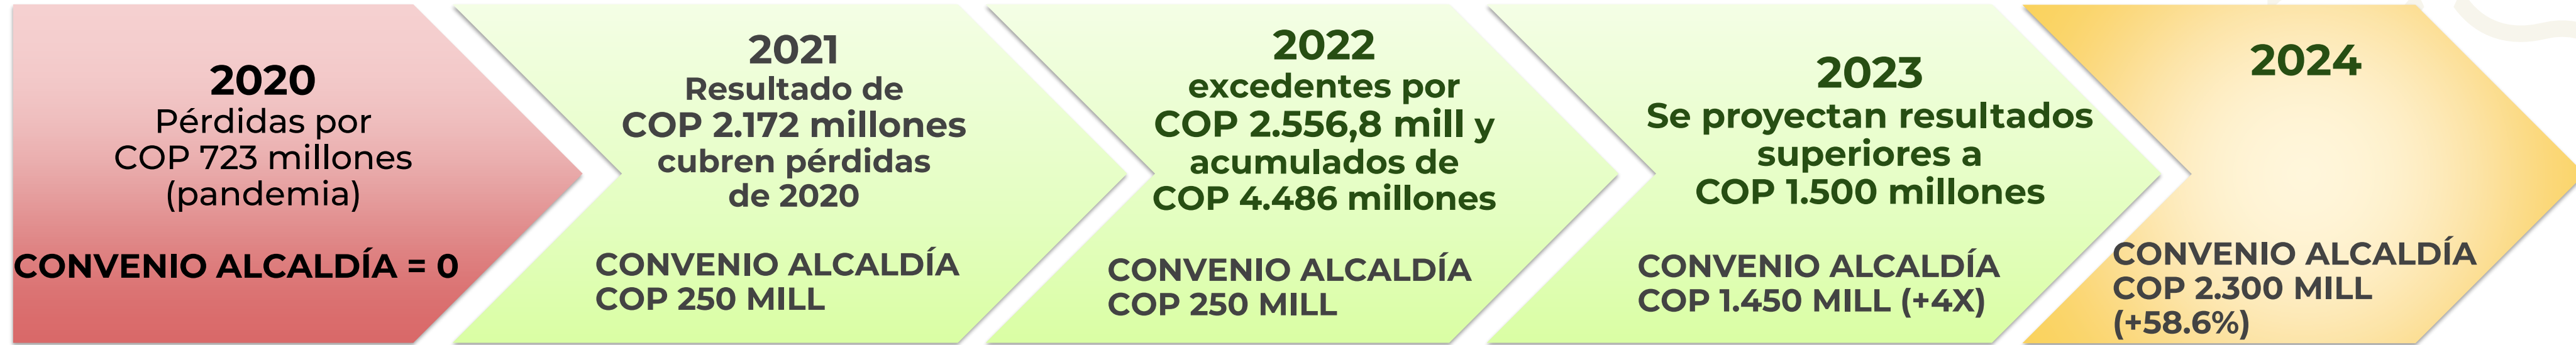 2020
Pérdidas por
COP 723 millones
(pandemia)
CONVENIO ALCALDÍA = 0
2021
Resultado de
COP 2.172 millones
cubren pérdidas
de 2020
CONVENIO ALCALDÍA
COP 250 MILL
2022
excedentes por
COP 2.556,8 mill y
acumulados de
COP 4.486 millones
CONVENIO ALCALDÍA
COP 250 MILL
2023
Se proyectan resultados
superiores a
COP 1.500 millones
CONVENIO ALCALDÍA
COP 1.450 MILL (+4X)
2024
CONVENIO ALCALDÍA
COP 2.300 MILL
(+58.6%)